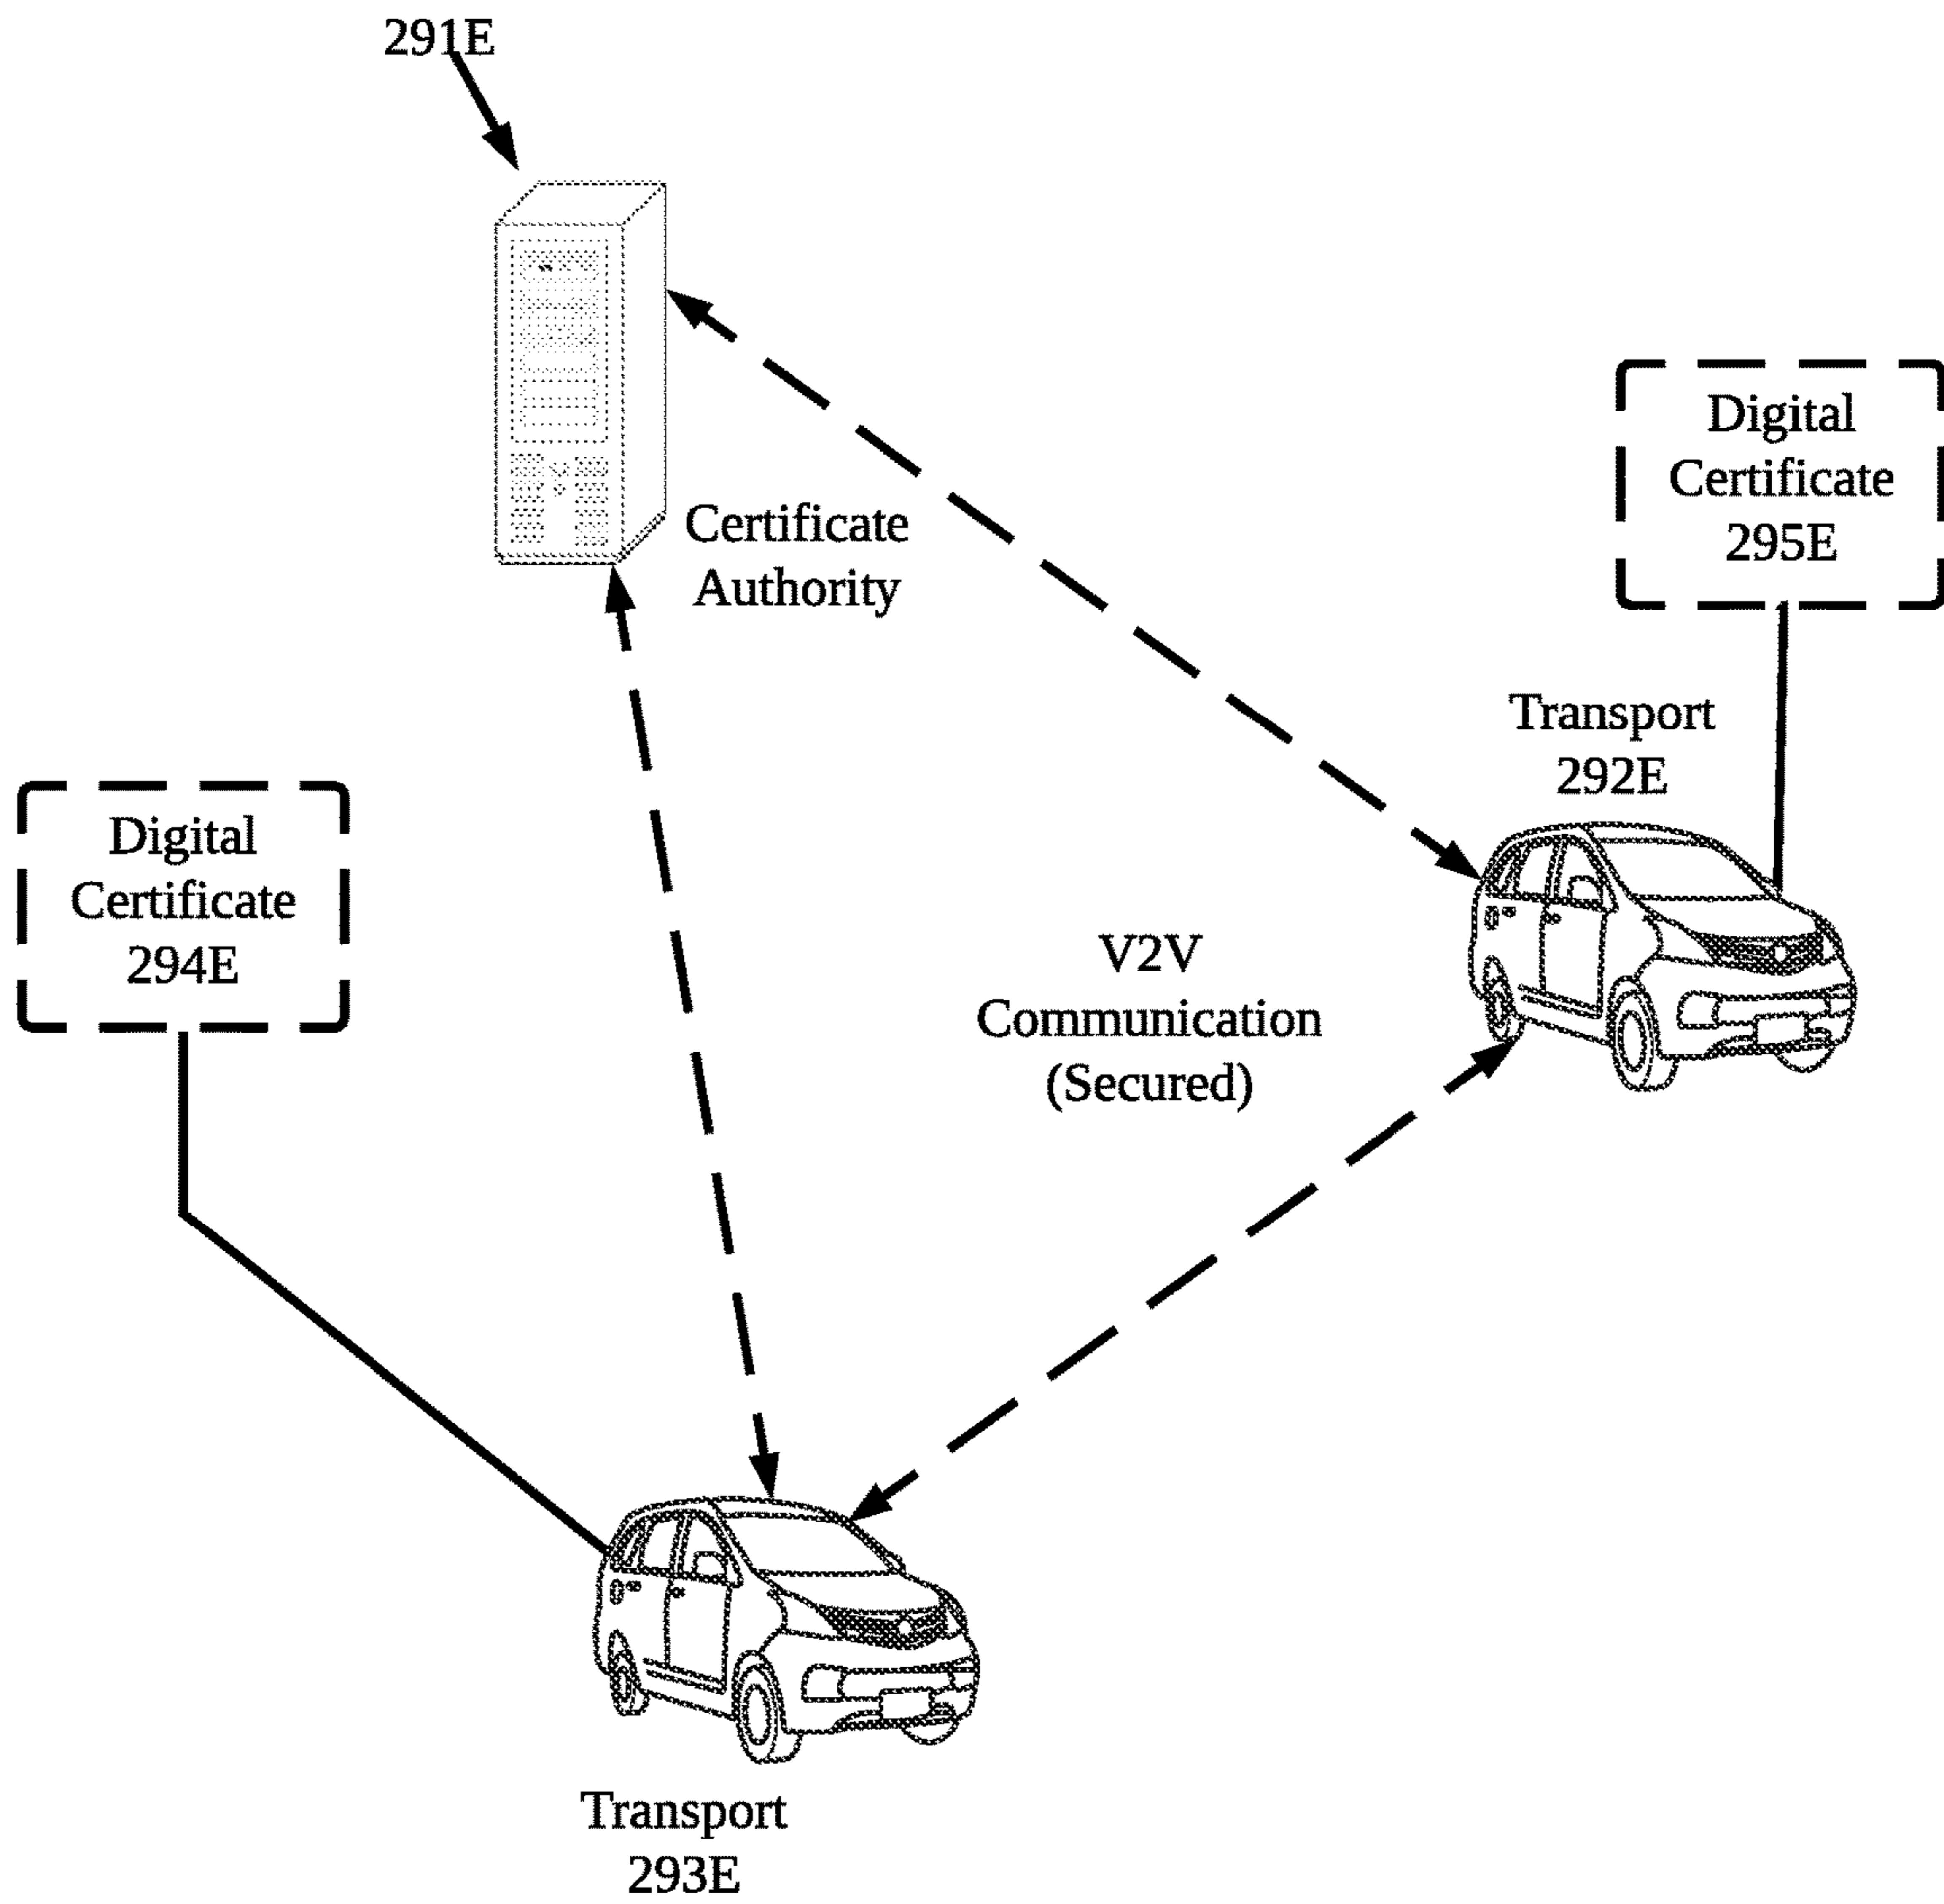 291E
Certificate
Authority
Digital
Certificate
295E
Transport
292E
Digital
Certificate
294E
V2V
Communication
(Secured)
Transport
293E